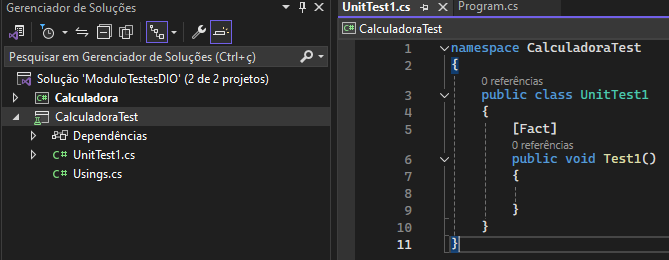 Gerenciador de Soluções
Pesquisar em Gerenciador de Soluções (Ctrl+ç)
Solução 'ModuloTestesDIO' (2 de 2 projetos)
C# Calculadora
CalculadoraTest
Dependências
C# UnitTest1.cs
C# Usings.cs
UnitTest1.cs
Program.cs
C# CalculadoraTest
1 namespace CalculadoraTest
2 {
0 referências
3 public class UnitTest1
4 {
5 [Fact]
0 referências
6 public void Test1()
7 {
8
9 }
10 }
11 }